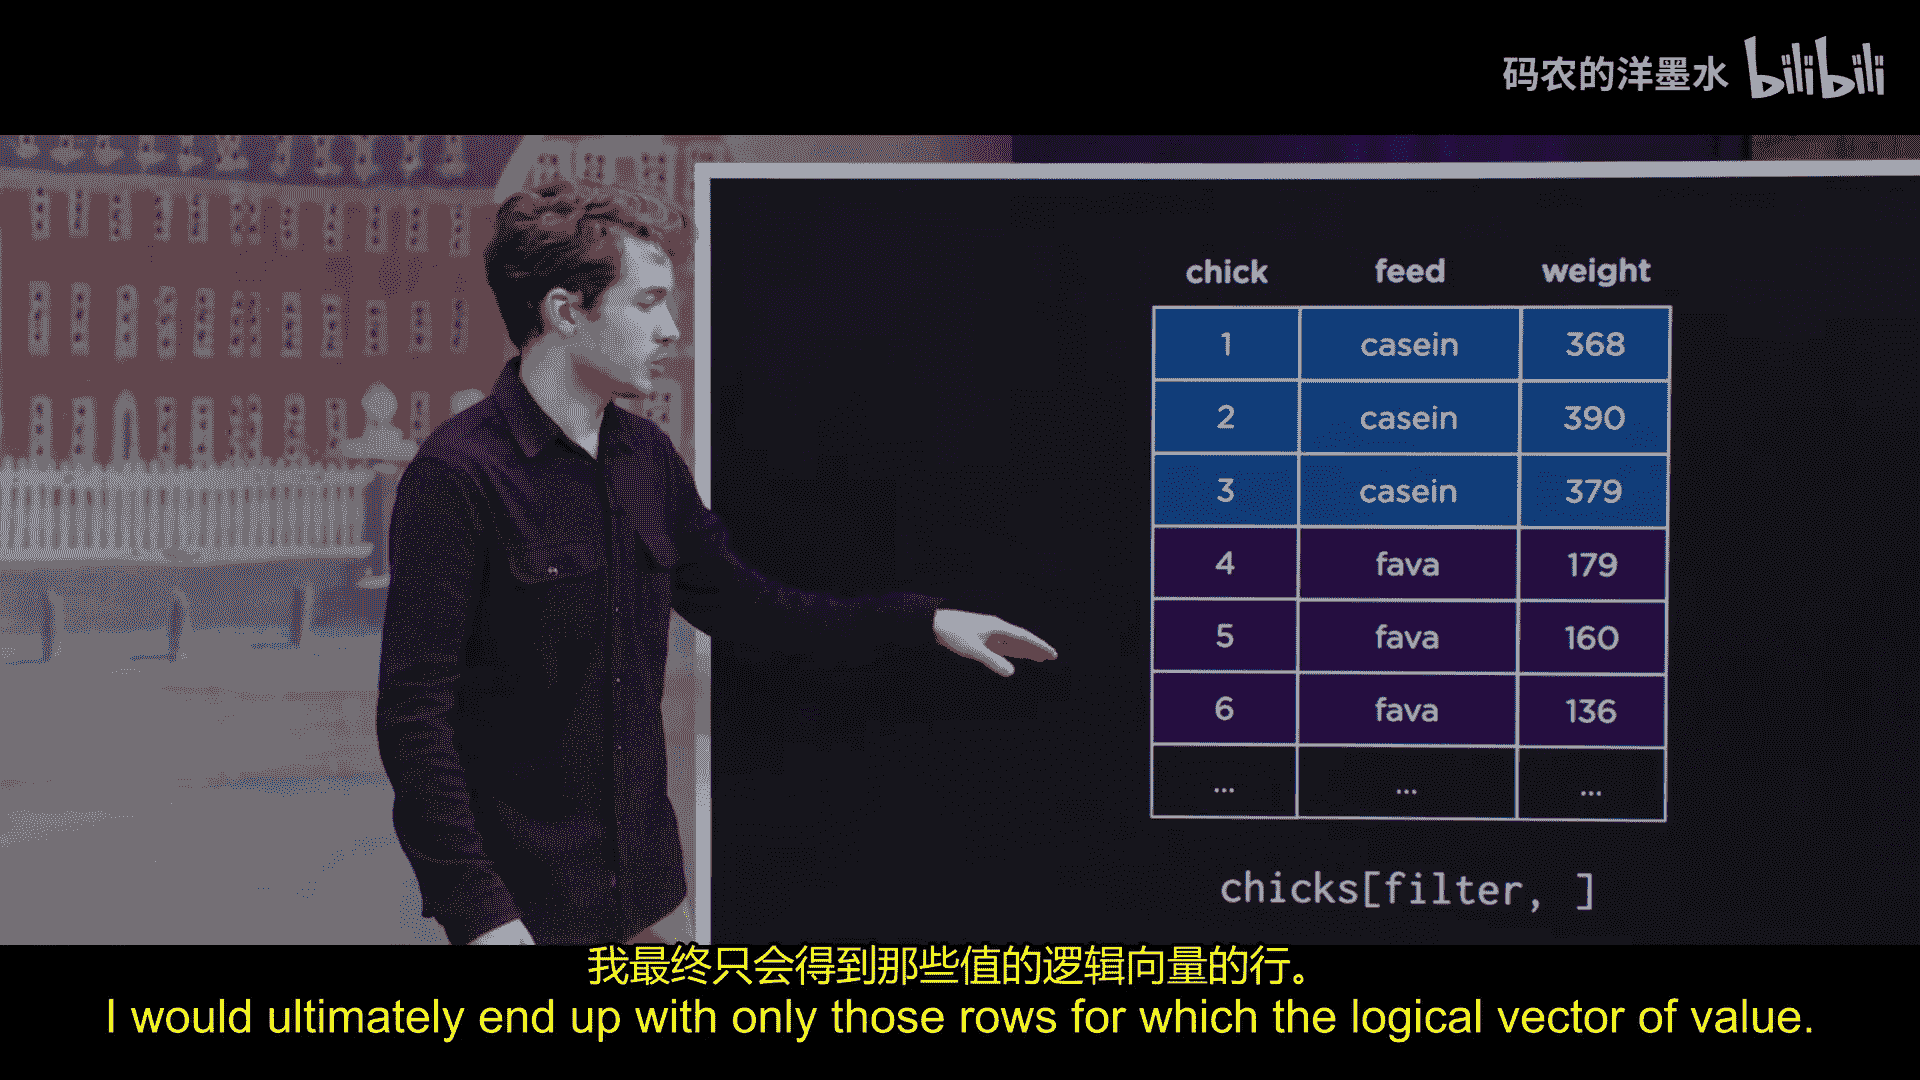 码农的洋墨水 bilibili
chick feed weight
1 casein 368
2 casein 390
3 casein 379
4 fava 179
5 fava 160
6 fava 136
... ... ...
chicks[filter, ]
我最终只会得到那些值的逻辑向量的行。
I would ultimately end up with only those rows for which the logical vector of value.